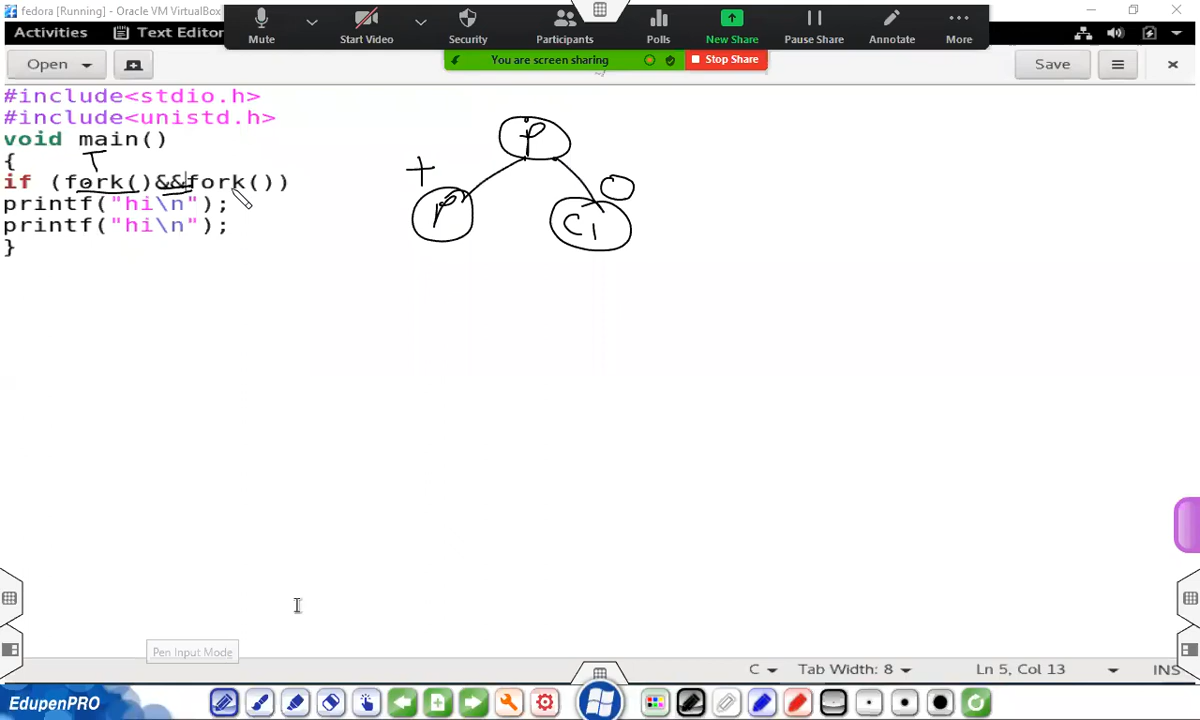 fedora [Running] - Oracle VM VirtualBox
Mute
Start Video
Security
Participants
Polls
New Share
Pause Share
Annotate
More
Activities
Text Editor
You are screen sharing
Stop Share
Open
Save
#include<stdio.h>
#include<unistd.h>
void main()
{
T
if (fork()&&fork())
printf("hi\n");
printf("hi\n");
}
P
+
O
P
C1
Pen Input Mode
C
Tab Width: 8
Ln 5, Col 13
INS
EdupenPRO